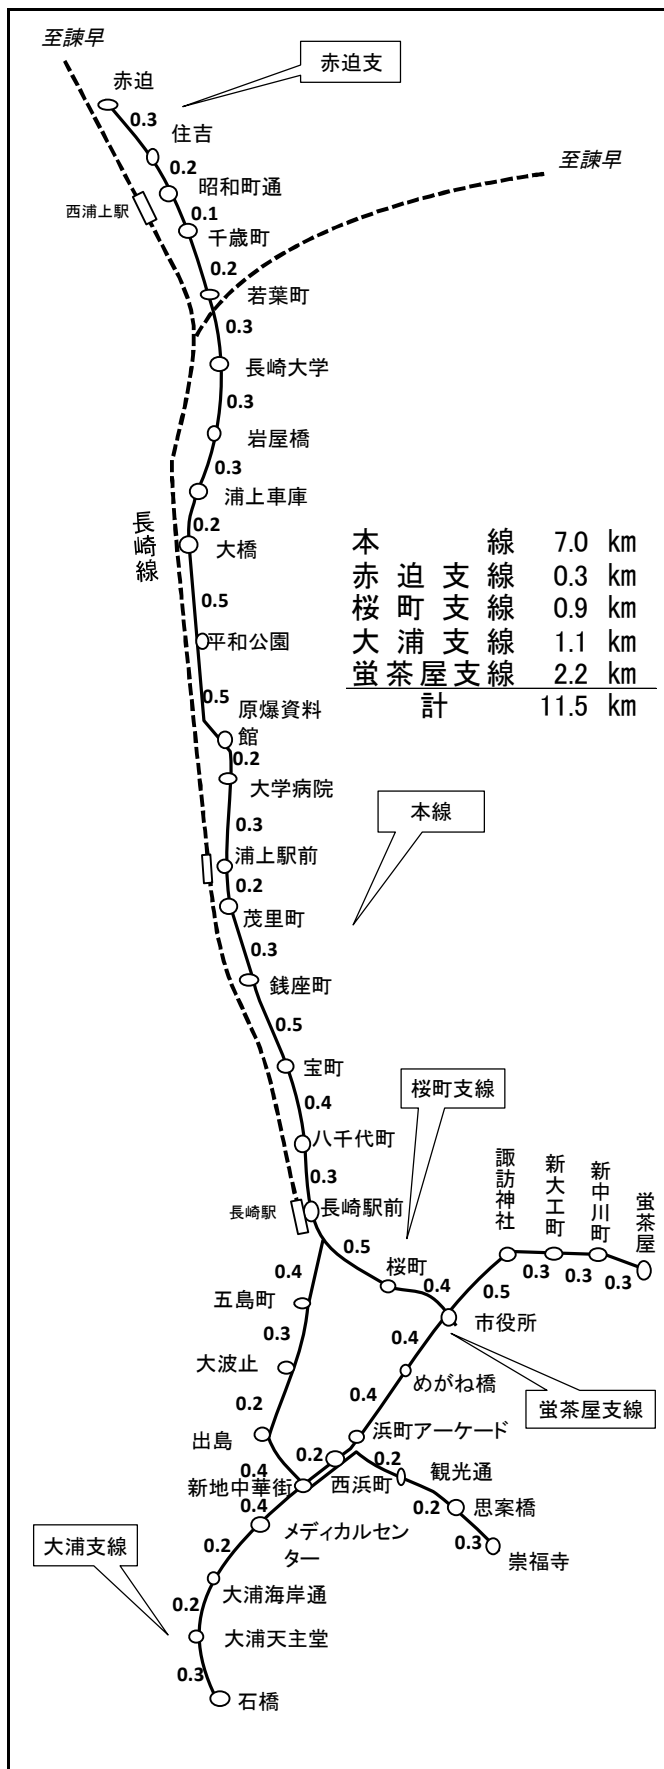 至諫早
赤迫支
赤迫
0.3
住吉
0.2
昭和町通
至諫早
西浦上駅
0.1
千歳町
0.2
若葉町
0.3
長崎大学
0.3
岩屋橋
0.3
浦上車庫
長崎線
0.2
大橋
本線 7.0 km
赤迫支線 0.3 km
桜町支線 0.9 km
大浦支線 1.1 km
蛍茶屋支線 2.2 km
計 11.5 km
0.5
平和公園
0.5
原爆資料
館
0.2
大学病院
0.3
本線
浦上駅前
0.2
茂里町
0.3
銭座町
0.5
宝町
桜町支線
0.4
八千代町
0.3
長崎駅
長崎駅前
諏訪神社
新大工町
新中川町
蛍茶屋
0.5
桜町
0.4
0.5
0.3
0.3
0.3
市役所
0.4
五島町
0.3
大波止
0.2
出島
0.4
0.4
めがね橋
0.4
蛍茶屋支線
浜町アーケード
0.2
新地中華街
西浜町
0.2
観光通
0.2
思案橋
0.3
崇福寺
0.4
メディカルセン
ター
大浦支線
0.2
大浦海岸通
0.2
大浦天主堂
0.3
石橋